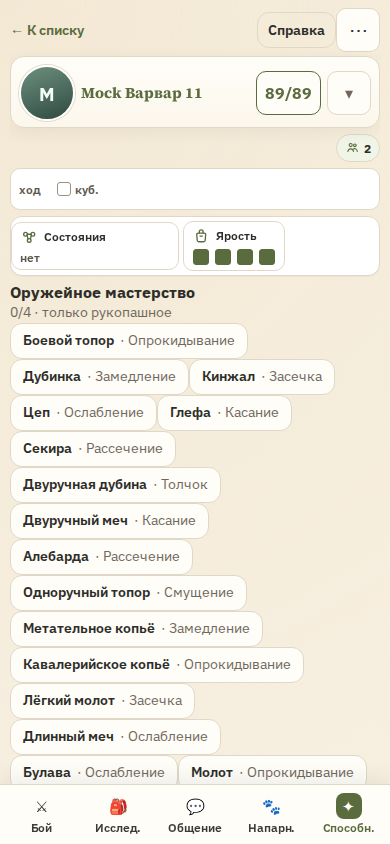 ← К списку
Справка
M
Mock Варвар 11
89/89
2
ход
куб.
Состояния
нет
Ярость
Оружейное мастерство
0/4 · только рукопашное
Боевой топор · Опрокидывание
Дубинка · Замедление
Кинжал · Засечка
Цеп · Ослабление
Глефа · Касание
Секира · Рассечение
Двуручная дубина · Толчок
Двуручный меч · Касание
Алебарда · Рассечение
Одноручный топор · Смущение
Метательное копьё · Замедление
Кавалерийское копьё · Опрокидывание
Лёгкий молот · Засечка
Длинный меч · Ослабление
Булава · Ослабление
Молот · Опрокидывание
Бой
Исслед.
Общение
Напарн.
Способн.